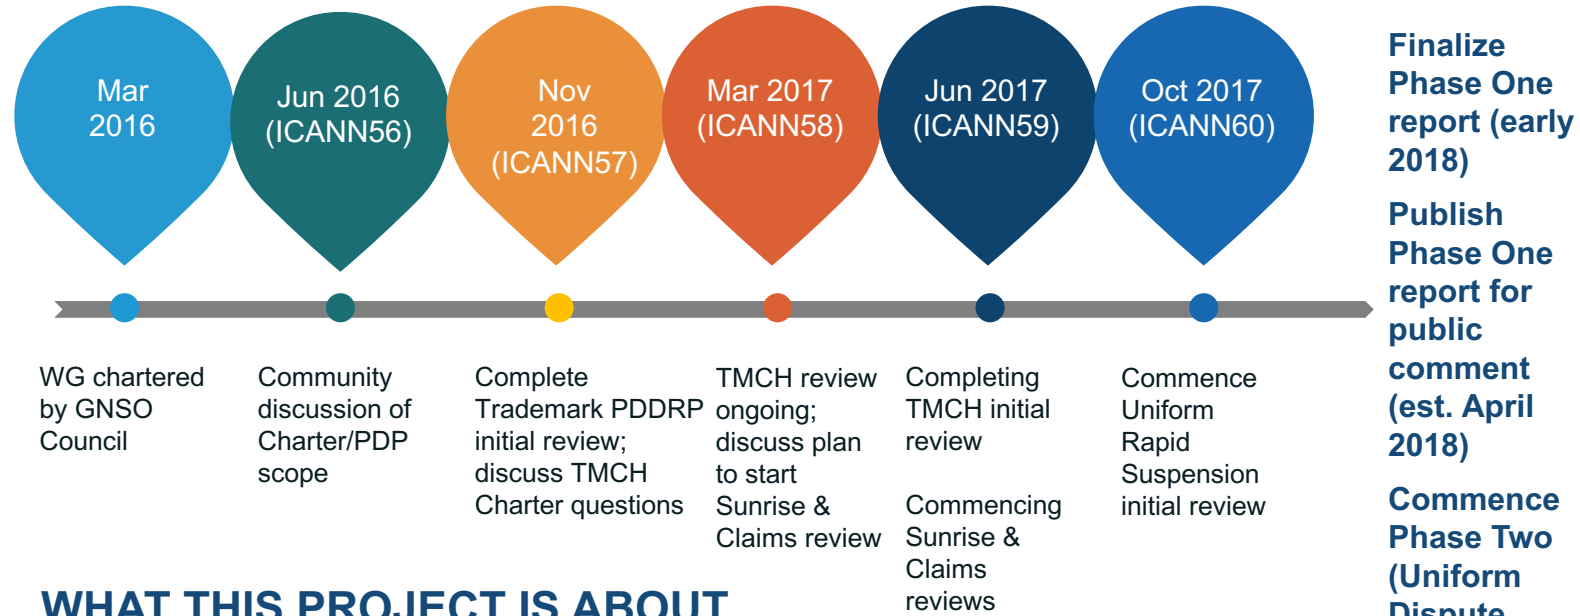 Mar
2016
Jun 2016
(ICANN56)
Nov
2016
(ICANN57)
Mar 2017
(ICANN58)
Jun 2017
(ICANN59)
Oct 2017
(ICANN60)
WG chartered
by GNSO
Council
Community
discussion of
Charter/PDP
scope
Complete
Trademark PDDRP
initial review;
discuss TMCH
Charter questions
TMCH review
ongoing;
discuss plan
to start
Sunrise &
Claims review
Completing
TMCH initial
review
Commencing
Sunrise &
Claims
reviews
Commence
Uniform
Rapid
Suspension
initial review
Finalize
Phase One
report (early
2018)
Publish
Phase One
report for
public
comment
(est. April
2018)
Commence
Phase Two
(Uniform
Dispute
WHAT THIS PROJECT IS ABOUT